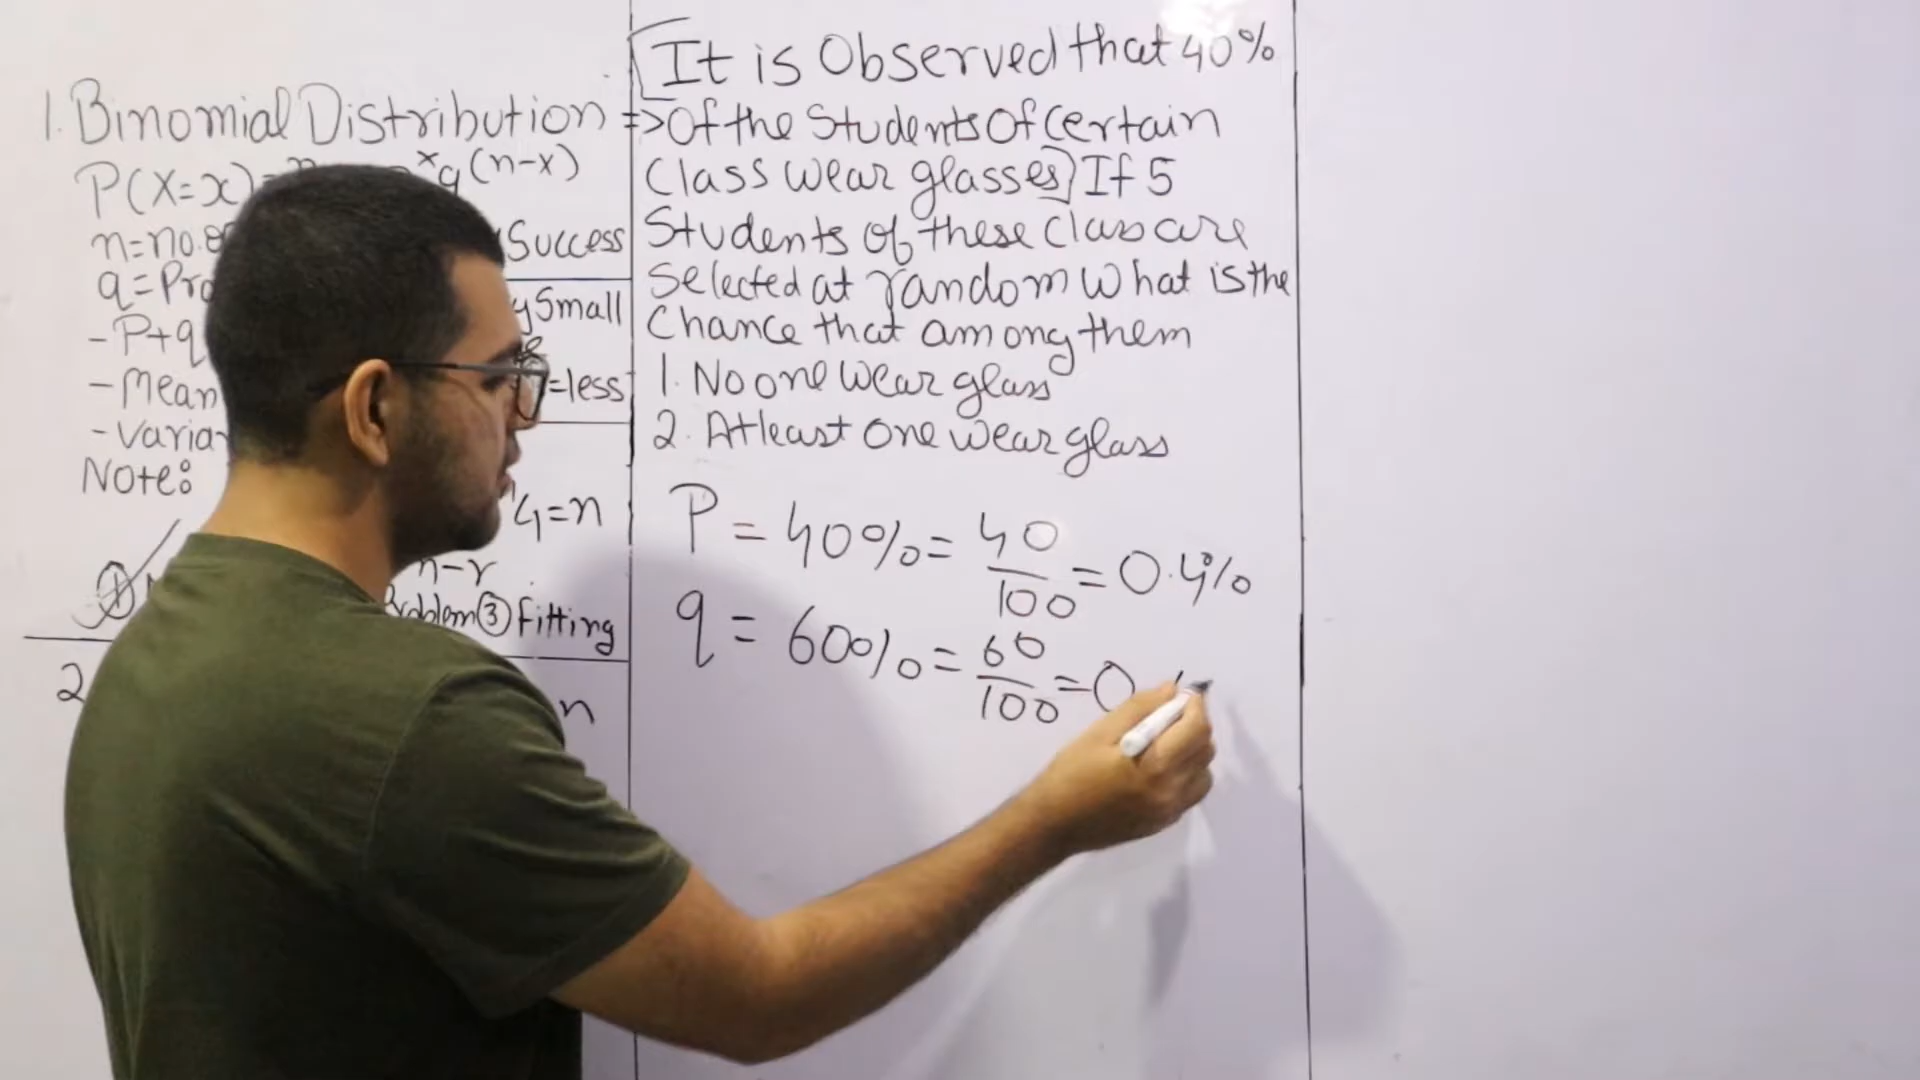 1. Binomial Distribution =>
P(X=x)= x q(n-x)
n=no. Success
q=Pro
ySmall
- P+q
- Mean =less
- Varia
Note:
4=n
n-r
Problem ③ fitting
2 n
It is Observed that 40%
Of the Students Of Certain
Class wear glasses] If 5
Students of these Class are
Selected at random What is the
Chance that among them
1. No one wear glass
2. Atleast one wear glass
P = 40% = 40/100 = 0.4%
q = 60% = 60/100 = 0.